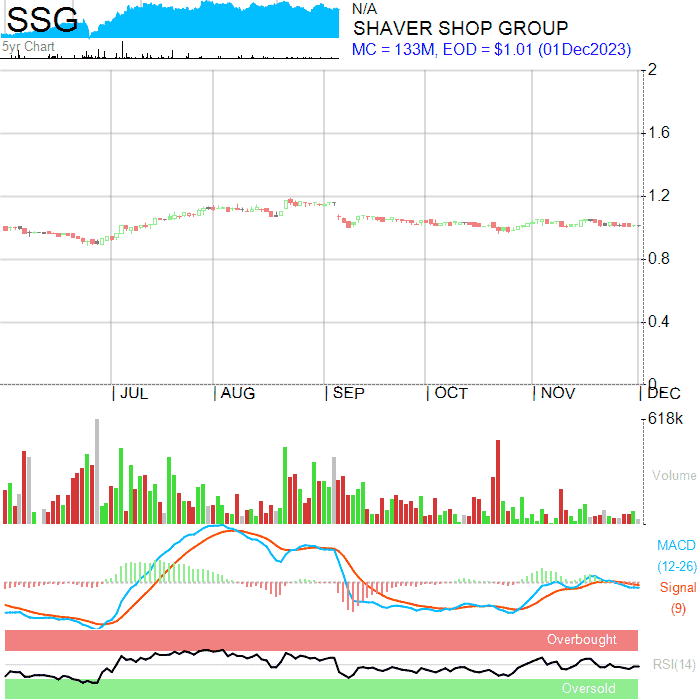 SSG
5yr Chart
N/A
SHAVER SHOP GROUP
MC = 133M, EOD = $1.01 (01Dec2023)
2
1.6
1.2
0.8
0.4
0
JUL
AUG
SEP
OCT
NOV
DEC
618k
Volume
MACD
(12-26)
Signal
(9)
Overbought
RSI(14)
Oversold